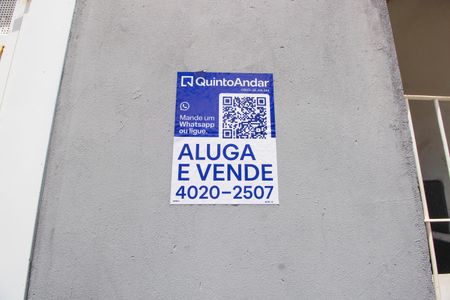 QuintoAndar
Mande um
Whatsapp
ou ligue.
ALUGA
E VENDE
4020-2507